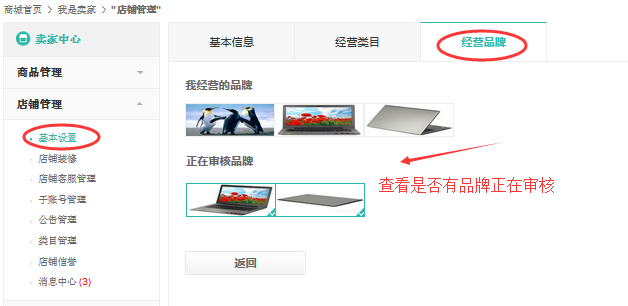 商城首页 > 我是卖家 > "店铺管理"
卖家中心
商品管理
店铺管理
基本设置
店铺装修
店铺客服管理
子账号管理
公告管理
类目管理
店铺信誉
消息中心 (3)
基本信息
经营类目
经营品牌
我经营的品牌
正在审核品牌
查看是否有品牌正在审核
返回